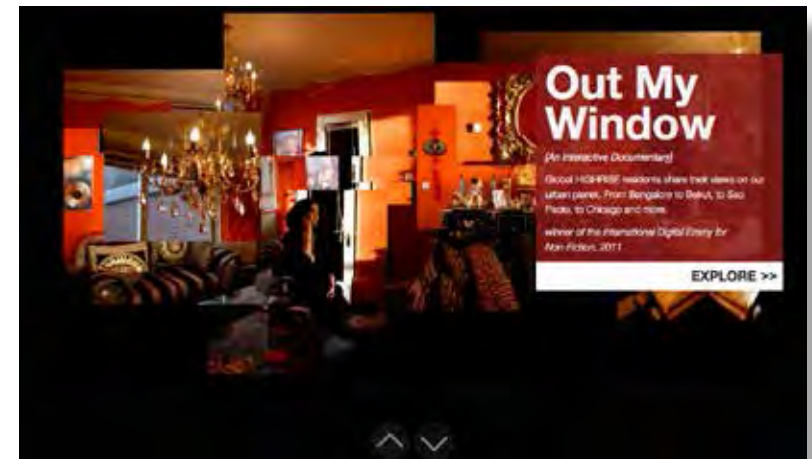 Out My
Window
[An Interactive Documentary]
Global HIGHRISE residents share their views on our
urban planet. From Bangalore to Beirut, to Sao
Paolo, to Chicago and more.
winner of the International Digital Emmy for
Non-Fiction, 2011
EXPLORE >>